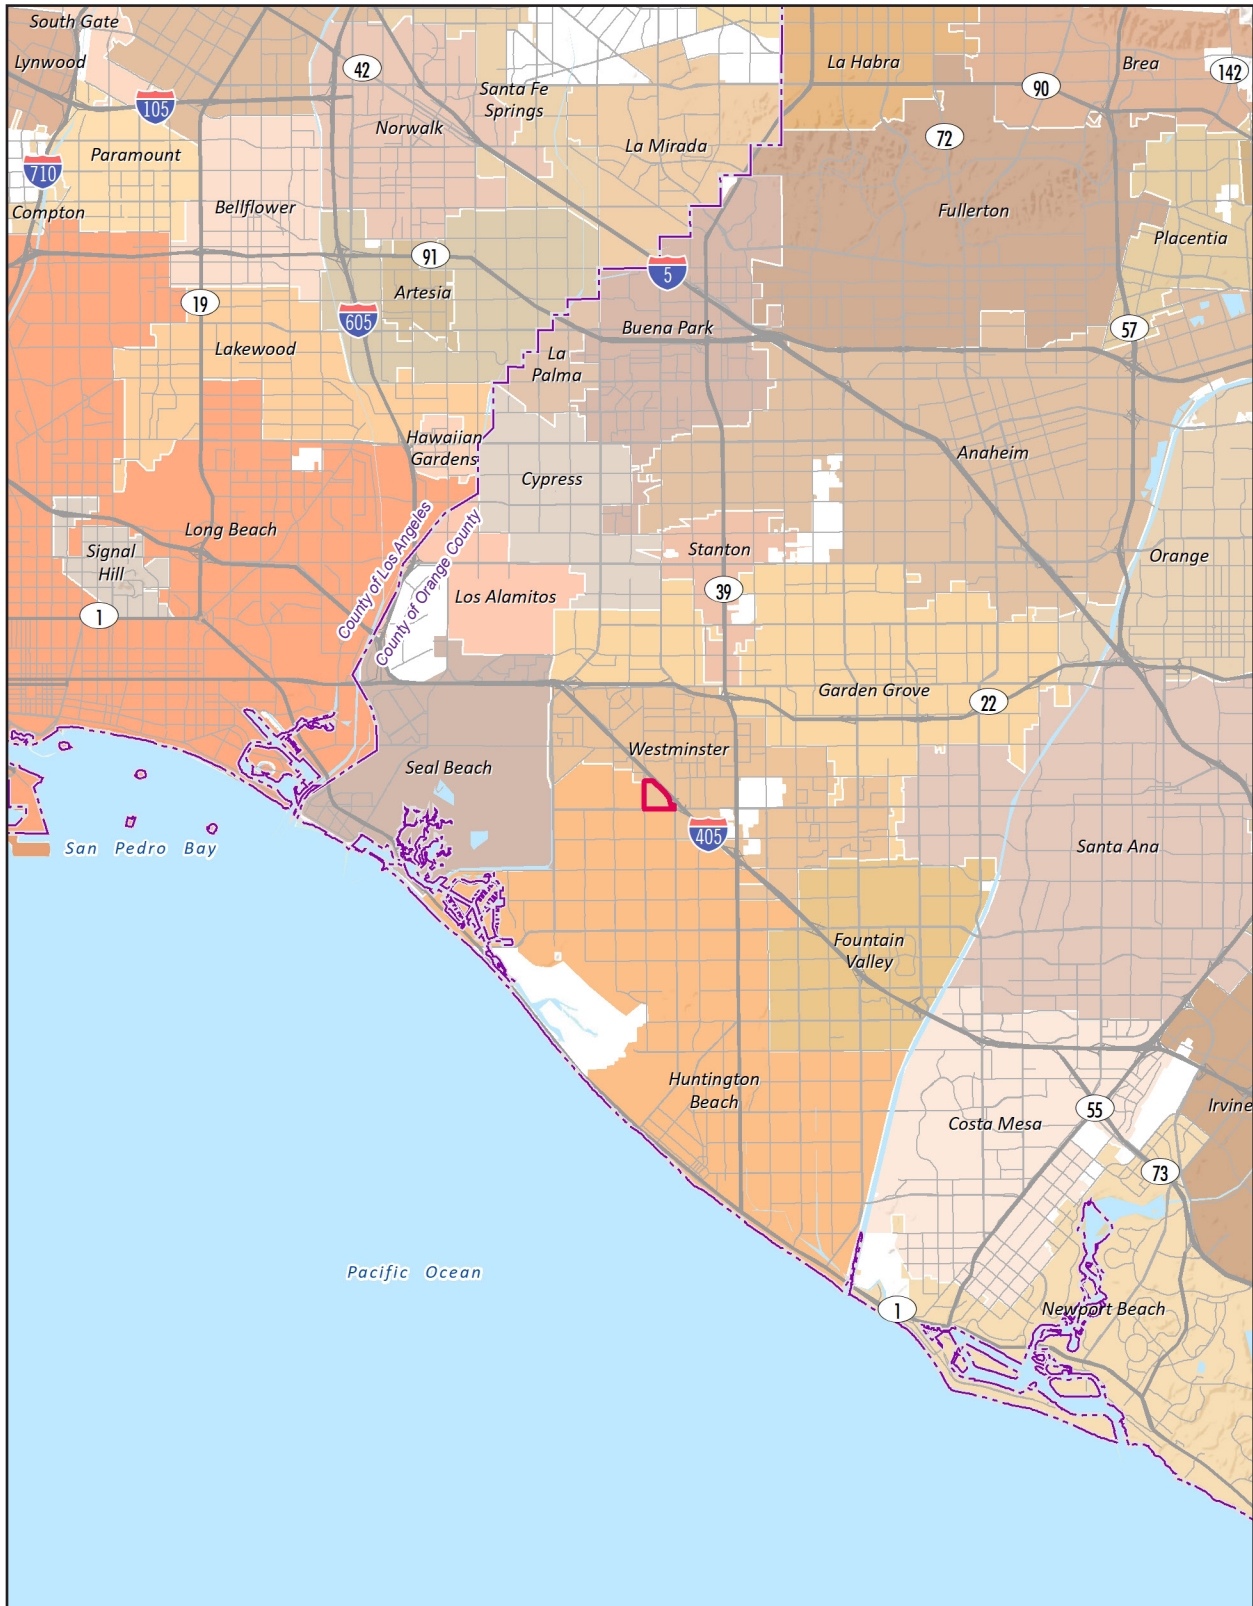 South Gate
Lynwood
42
La Habra
Brea
142
105
Santa Fe
Springs
90
Norwalk
72
La Mirada
Paramount
710
Bellflower
Compton
Fullerton
Placentia
91
5
Artesia
19
605
Buena Park
57
Lakewood
La
Palma
Hawaiian
Gardens
Anaheim
Cypress
Long Beach
County of Los Angeles
County of Orange County
Signal
Hill
Stanton
Orange
39
Los Alamitos
1
Garden Grove
22
Westminster
Seal Beach
405
San Pedro Bay
Santa Ana
Fountain
Valley
Huntington
Beach
55
Irvine
Costa Mesa
73
Pacific Ocean
1
Newport Beach